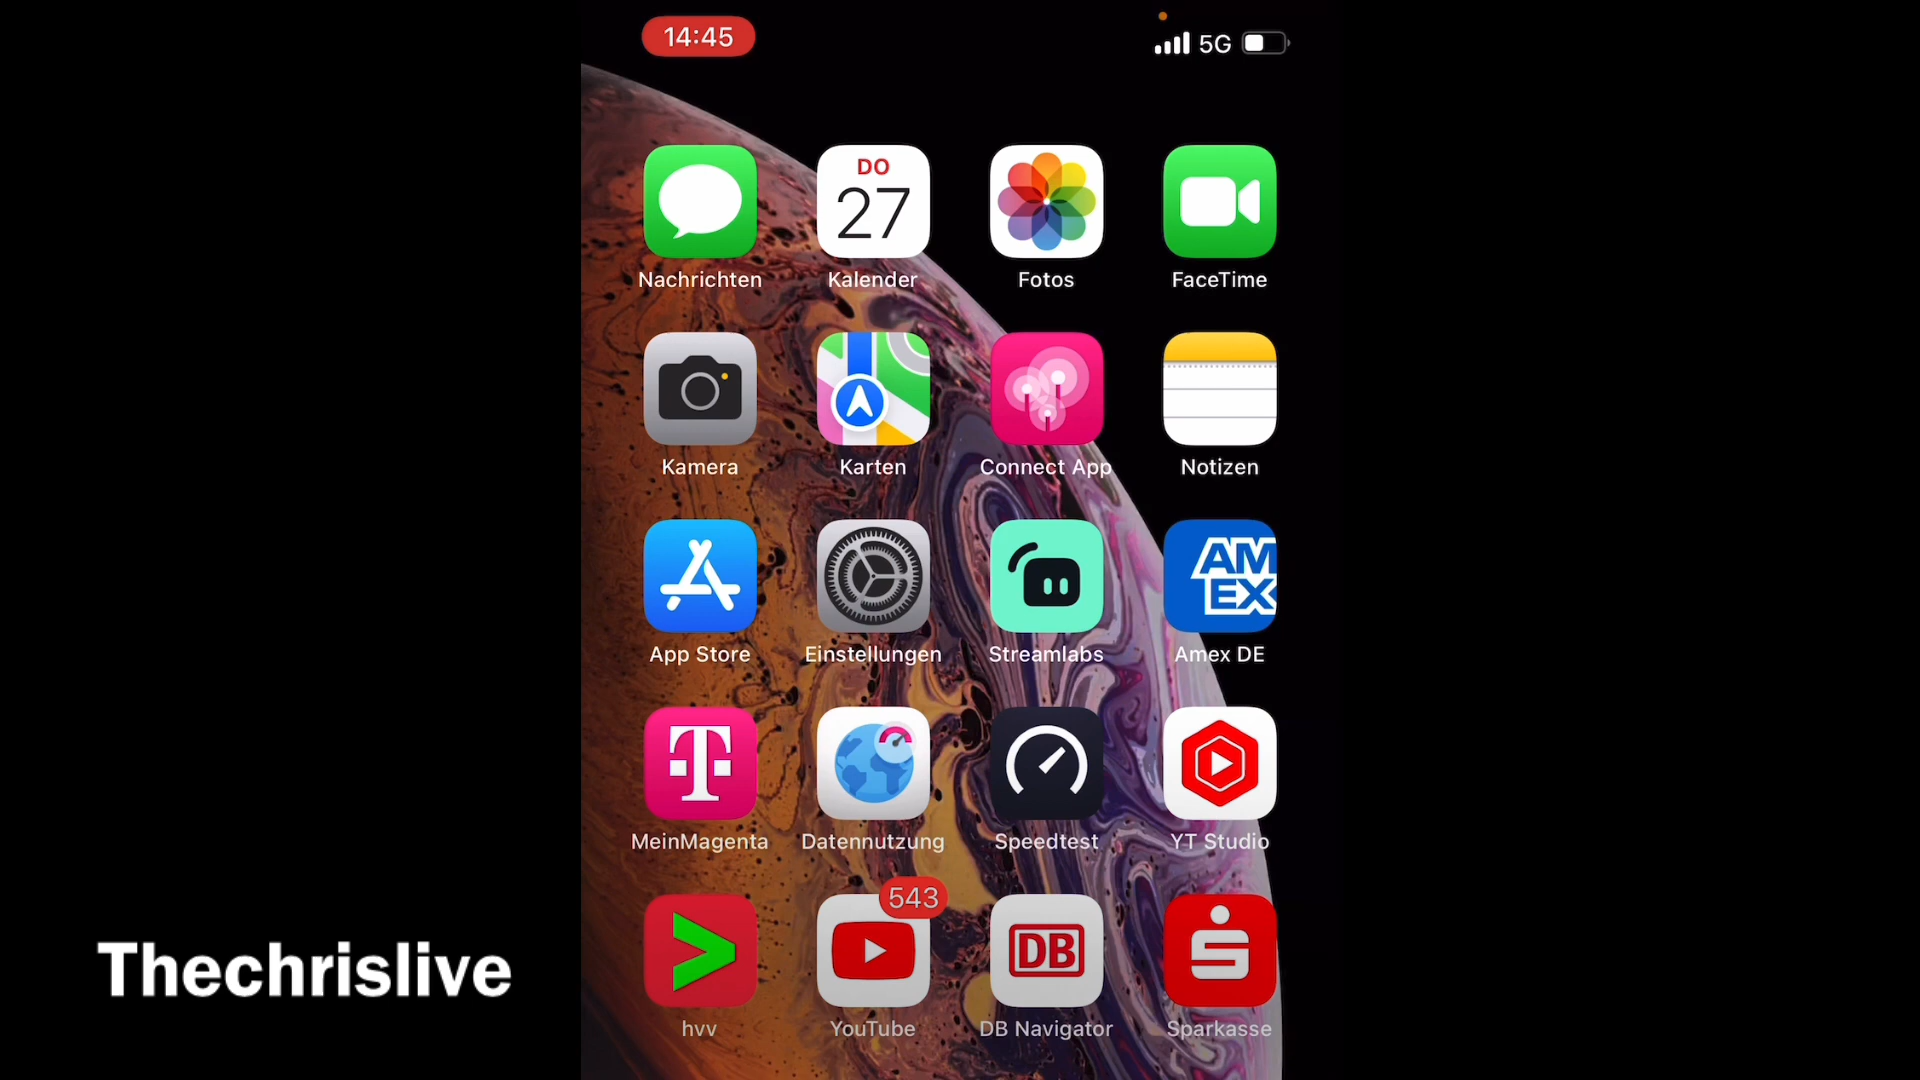 14:45
5G
DO
27
Nachrichten
Kalender
Fotos
FaceTime
Kamera
Karten
Connect App
Notizen
AM
EX
App Store
Einstellungen
Streamlabs
Amex DE
T
MeinMagenta
Datennutzung
Speedtest
YT Studio
543
DB
hvv
YouTube
DB Navigator
Sparkasse
Thechrislive